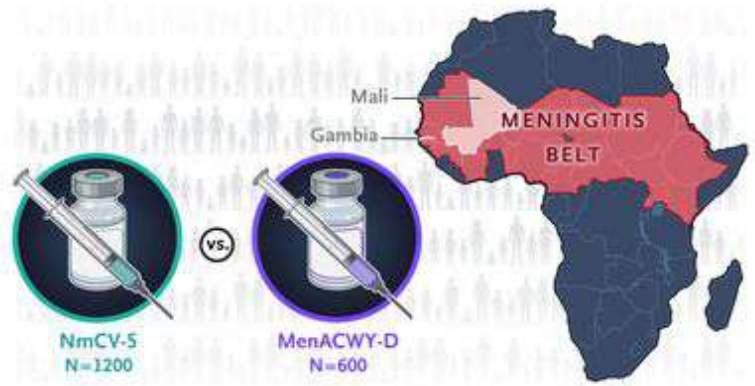 Mali
Gambia
MENINGITIS
BELT
vs.
NmCV-5
N=1200
MenACWY-D
N=600